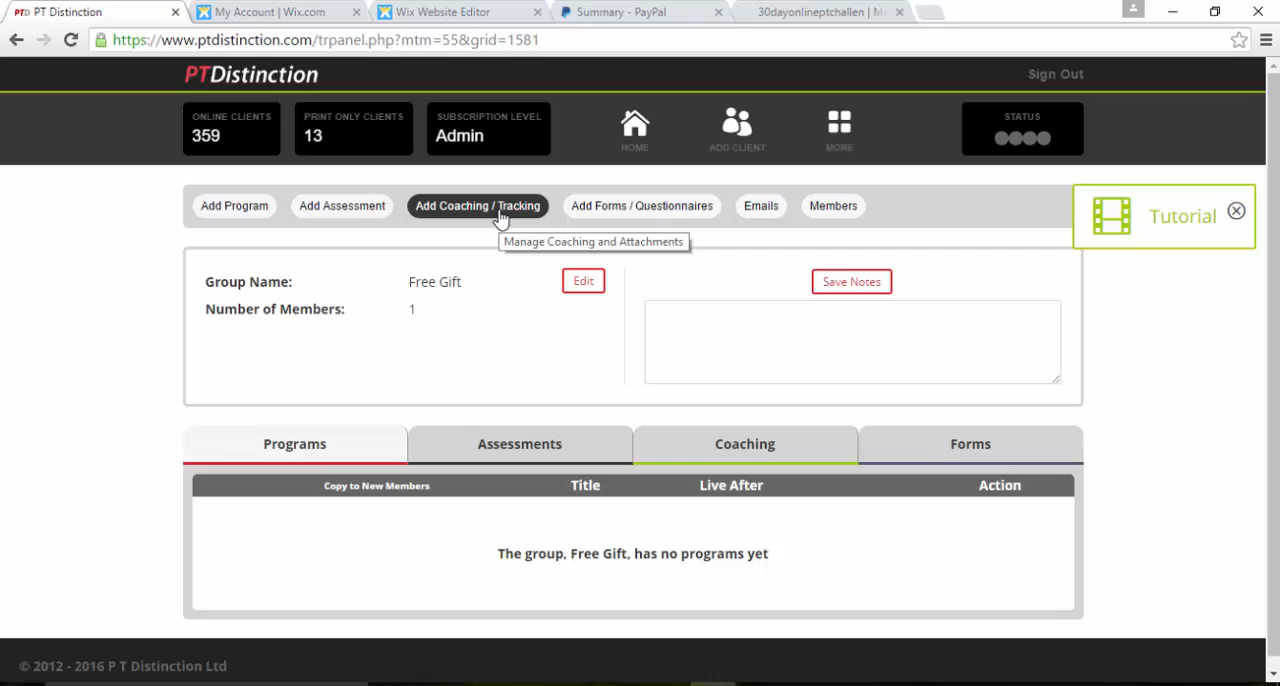 PTD PT Distinction
My Account | Wix.com
Wix Website Editor
Summary - PayPal
30dayonlineptchallen | M
https://www.ptdistinction.com/trpanel.php?mtm=55&grid=1581
PTDistinction
Sign Out
ONLINE CLIENTS
359
PRINT ONLY CLIENTS
13
SUBSCRIPTION LEVEL
Admin
HOME
ADD CLIENT
MORE
STATUS
Add Program
Add Assessment
Add Coaching / Tracking
Add Forms / Questionnaires
Emails
Members
Tutorial
Manage Coaching and Attachments
Group Name:
Free Gift
Edit
Save Notes
Number of Members:
1
Programs
Assessments
Coaching
Forms
Copy to New Members
Title
Live After
Action
The group, Free Gift, has no programs yet
© 2012 - 2016 P T Distinction Ltd